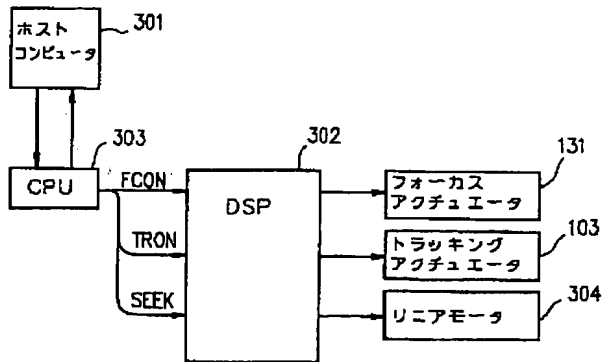 ホスト
コンピュータ
301
303
CPU
FCON
TRON
SEEK
302
DSP
131
フォーカス
アクチュエータ
103
トラッキング
アクチュエータ
304
リニアモータ